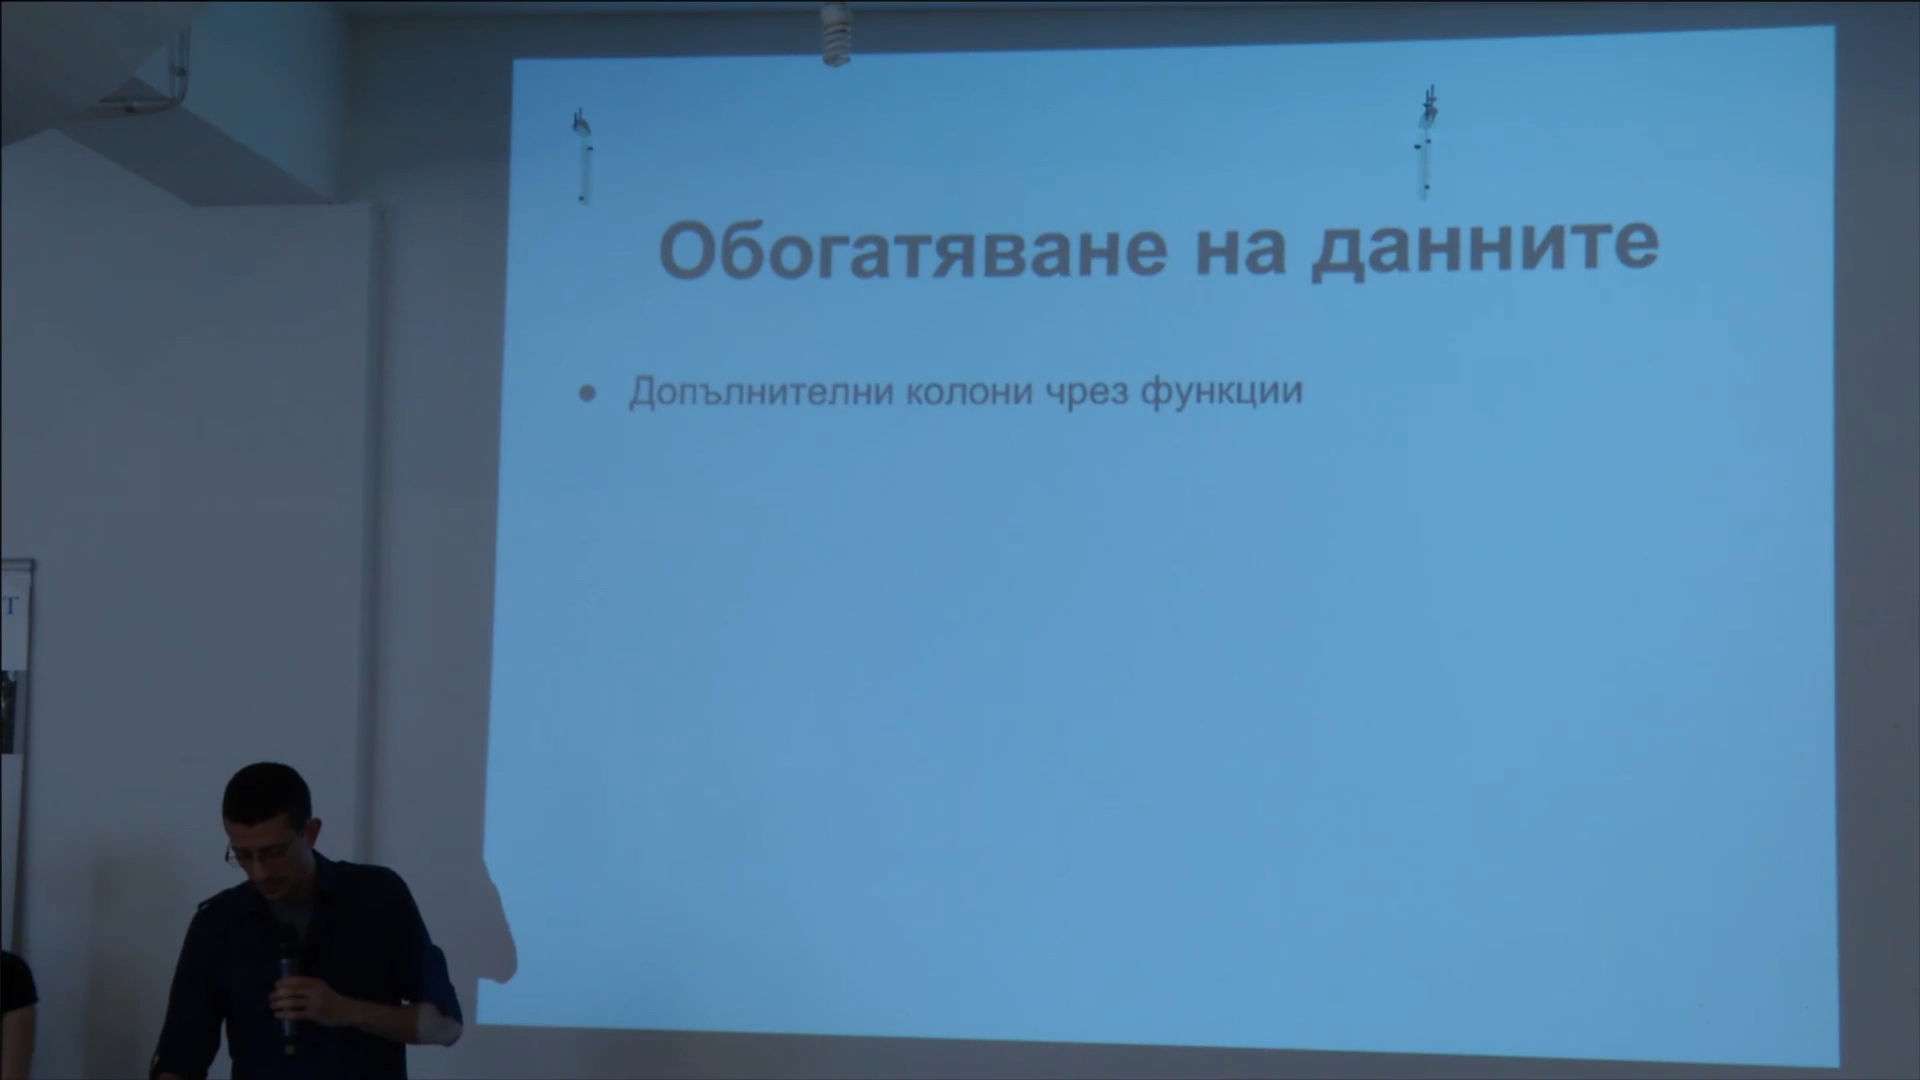 Обогатяване на данните
● Допълнителни колони чрез функции
Т